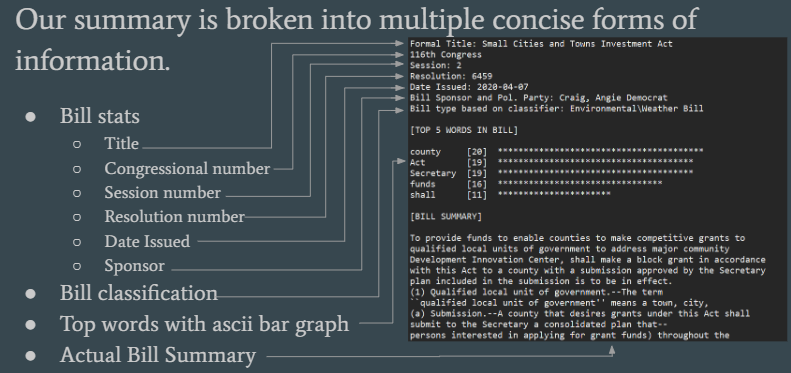 Our summary is broken into multiple concise forms of
information.
● Bill stats
○ Title
○ Congressional number
○ Session number
○ Resolution number
○ Date Issued
○ Sponsor
● Bill classification
● Top words with ascii bar graph
● Actual Bill Summary
Formal Title: Small Cities and Towns Investment Act
116th Congress
Session: 2
Resolution: 6459
Date Issued: 2020-04-07
Bill Sponsor and Pol. Party: Craig, Angie Democrat
Bill type based on classifier: Environmental\Weather Bill
[TOP 5 WORDS IN BILL]
county [20] ****************************************
Act [19] **************************************
Secretary [19] **************************************
funds [16] ********************************
shall [11] **********************
[BILL SUMMARY]
To provide funds to enable counties to make competitive grants to
qualified local units of government to address major community
Development Innovation Center, shall make a block grant in accordance
with this Act to a county with a submission approved by the Secretary
plan included in the submission is to be in effect.
(1) Qualified local unit of government.--The term
``qualified local unit of government'' means a town, city,
(a) Submission.--A county that desires grants under this Act shall
submit to the Secretary a consolidated plan that--
persons interested in applying for grant funds) throughout the